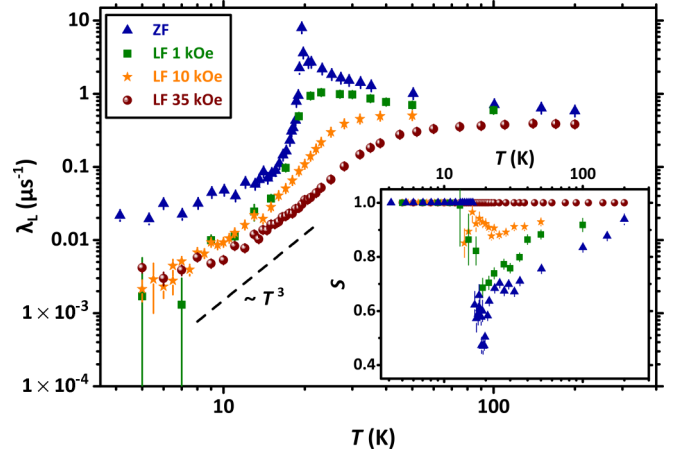 10
ZF
LF 1 kOe
LF 10 kOe
LF 35 kOe
1
0.1
0.01
1 × 10⁻³
1 × 10⁻⁴
λL (μs⁻¹)
~ T³
10
100
T (K)
10
100
T (K)
1.0
0.8
0.6
0.4
S